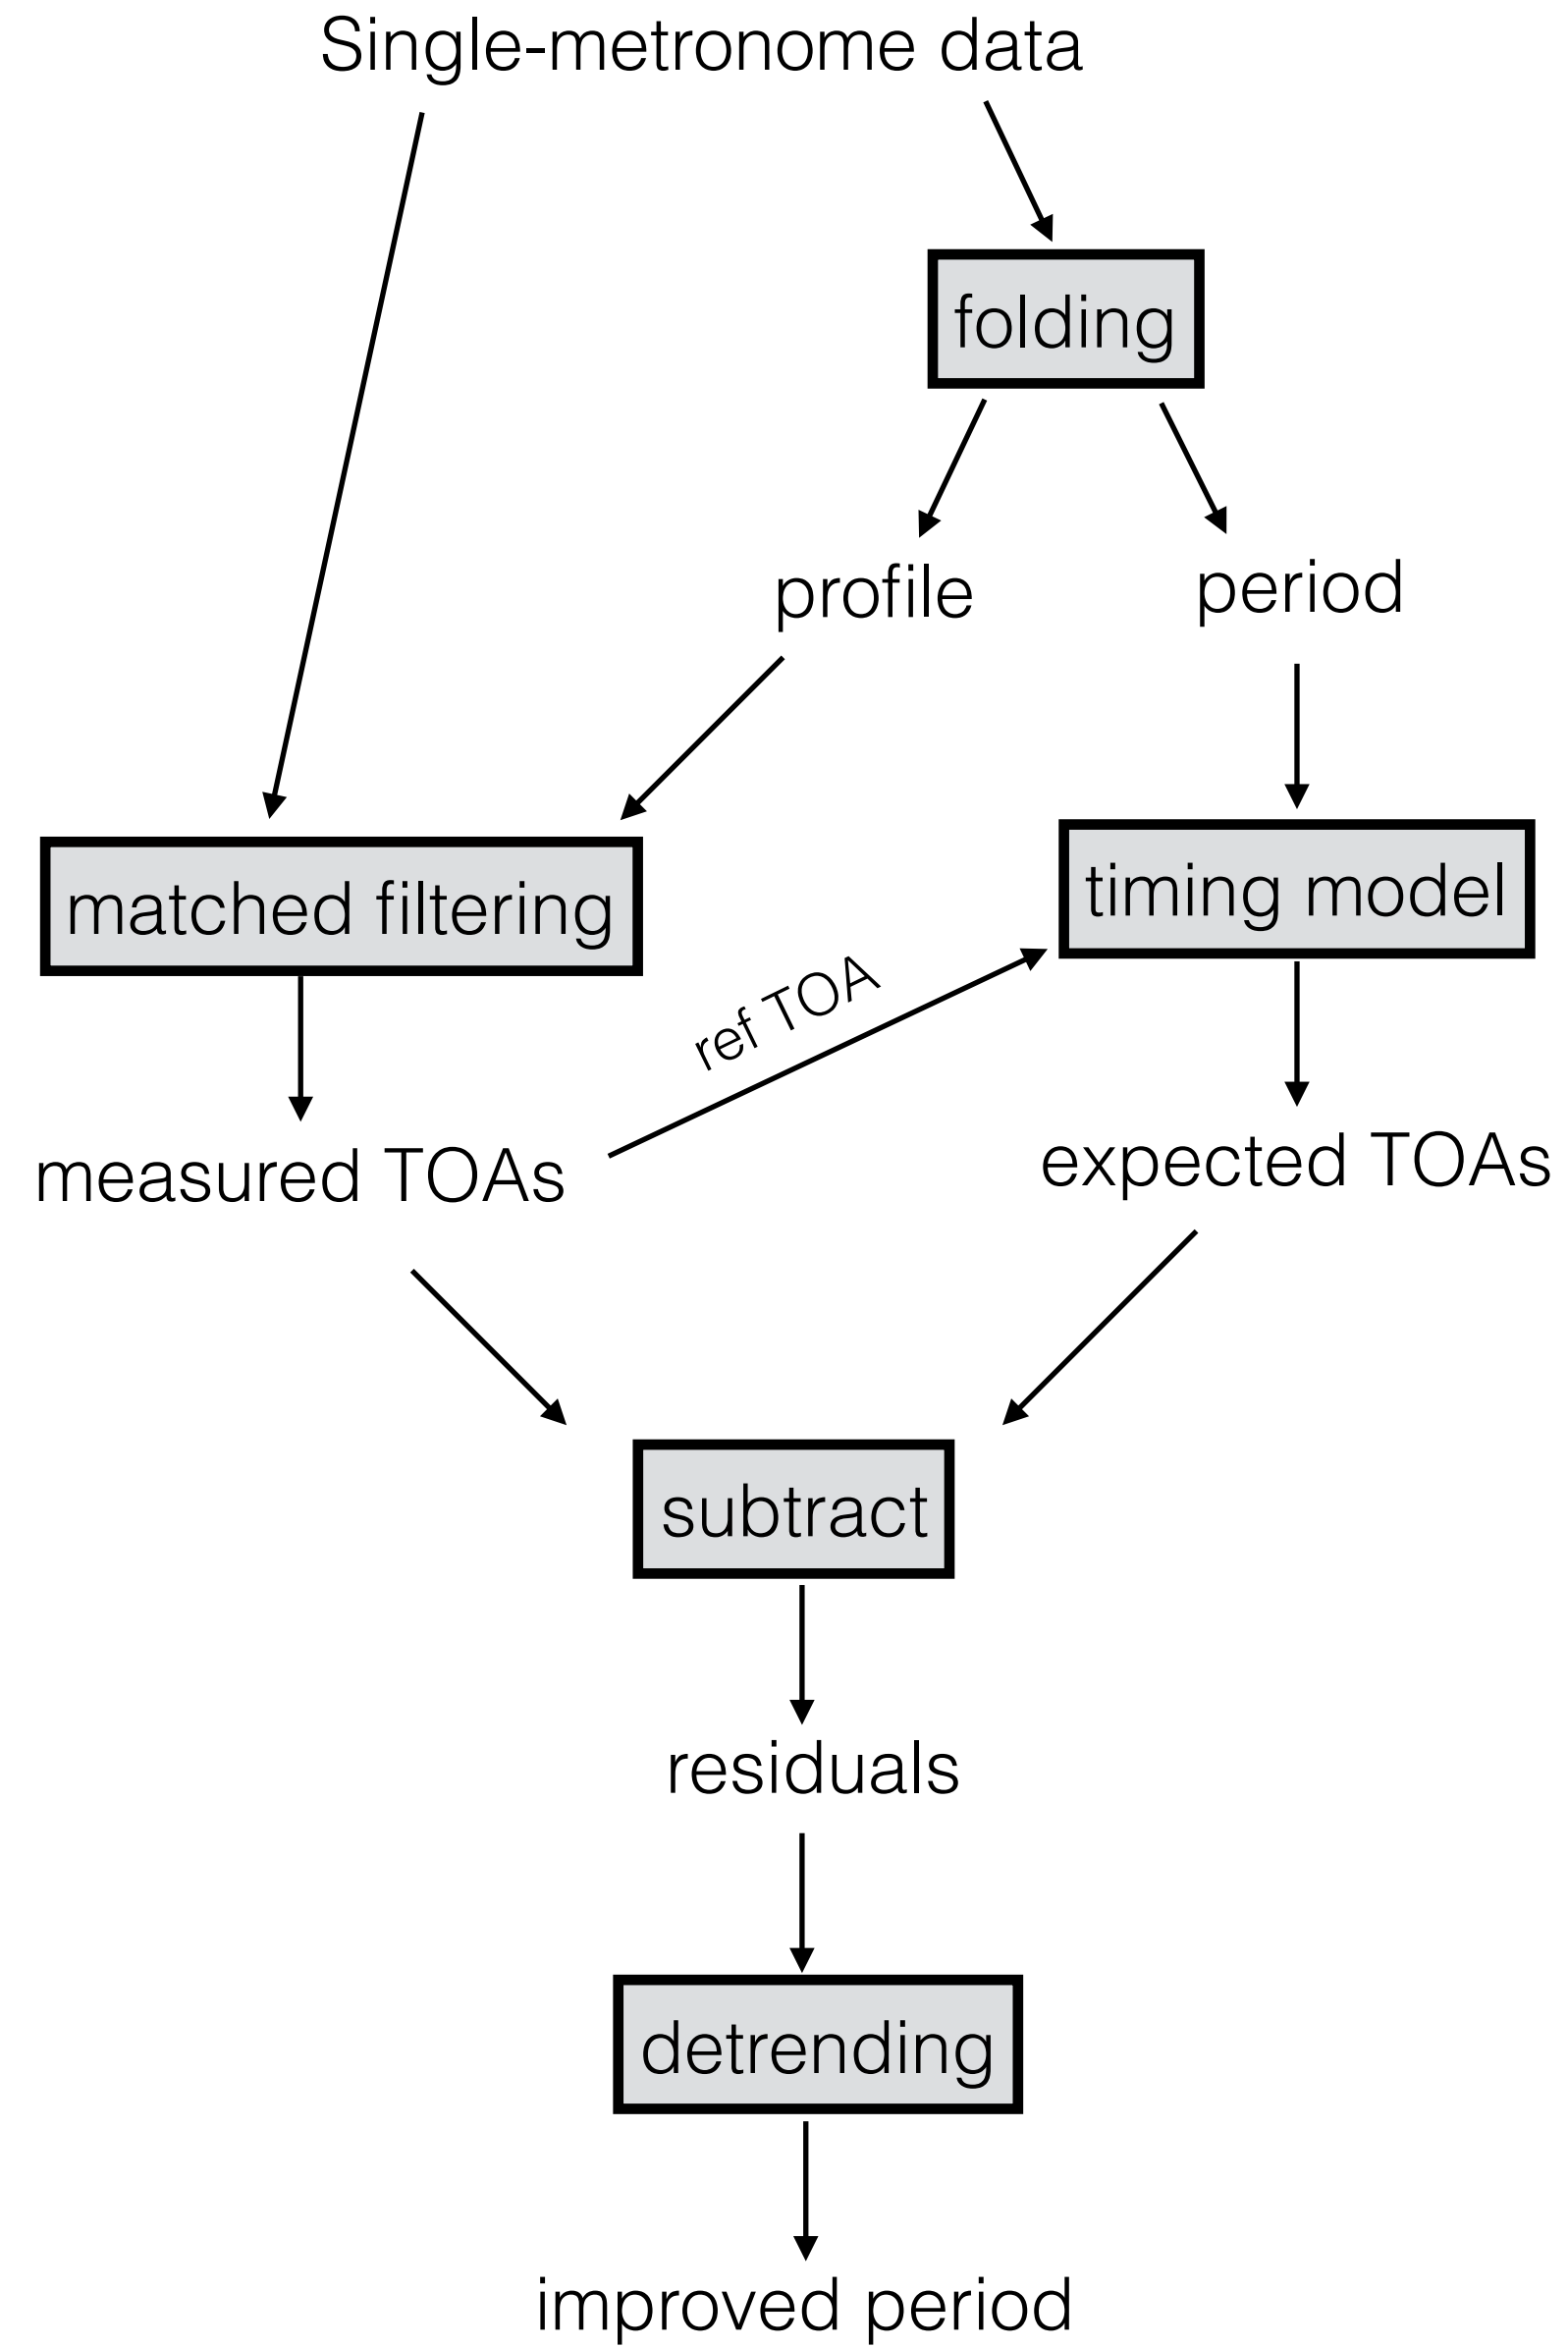 Single-metronome data
folding
profile
period
matched filtering
timing model
ref TOA
measured TOAs
expected TOAs
subtract
residuals
detrending
improved period